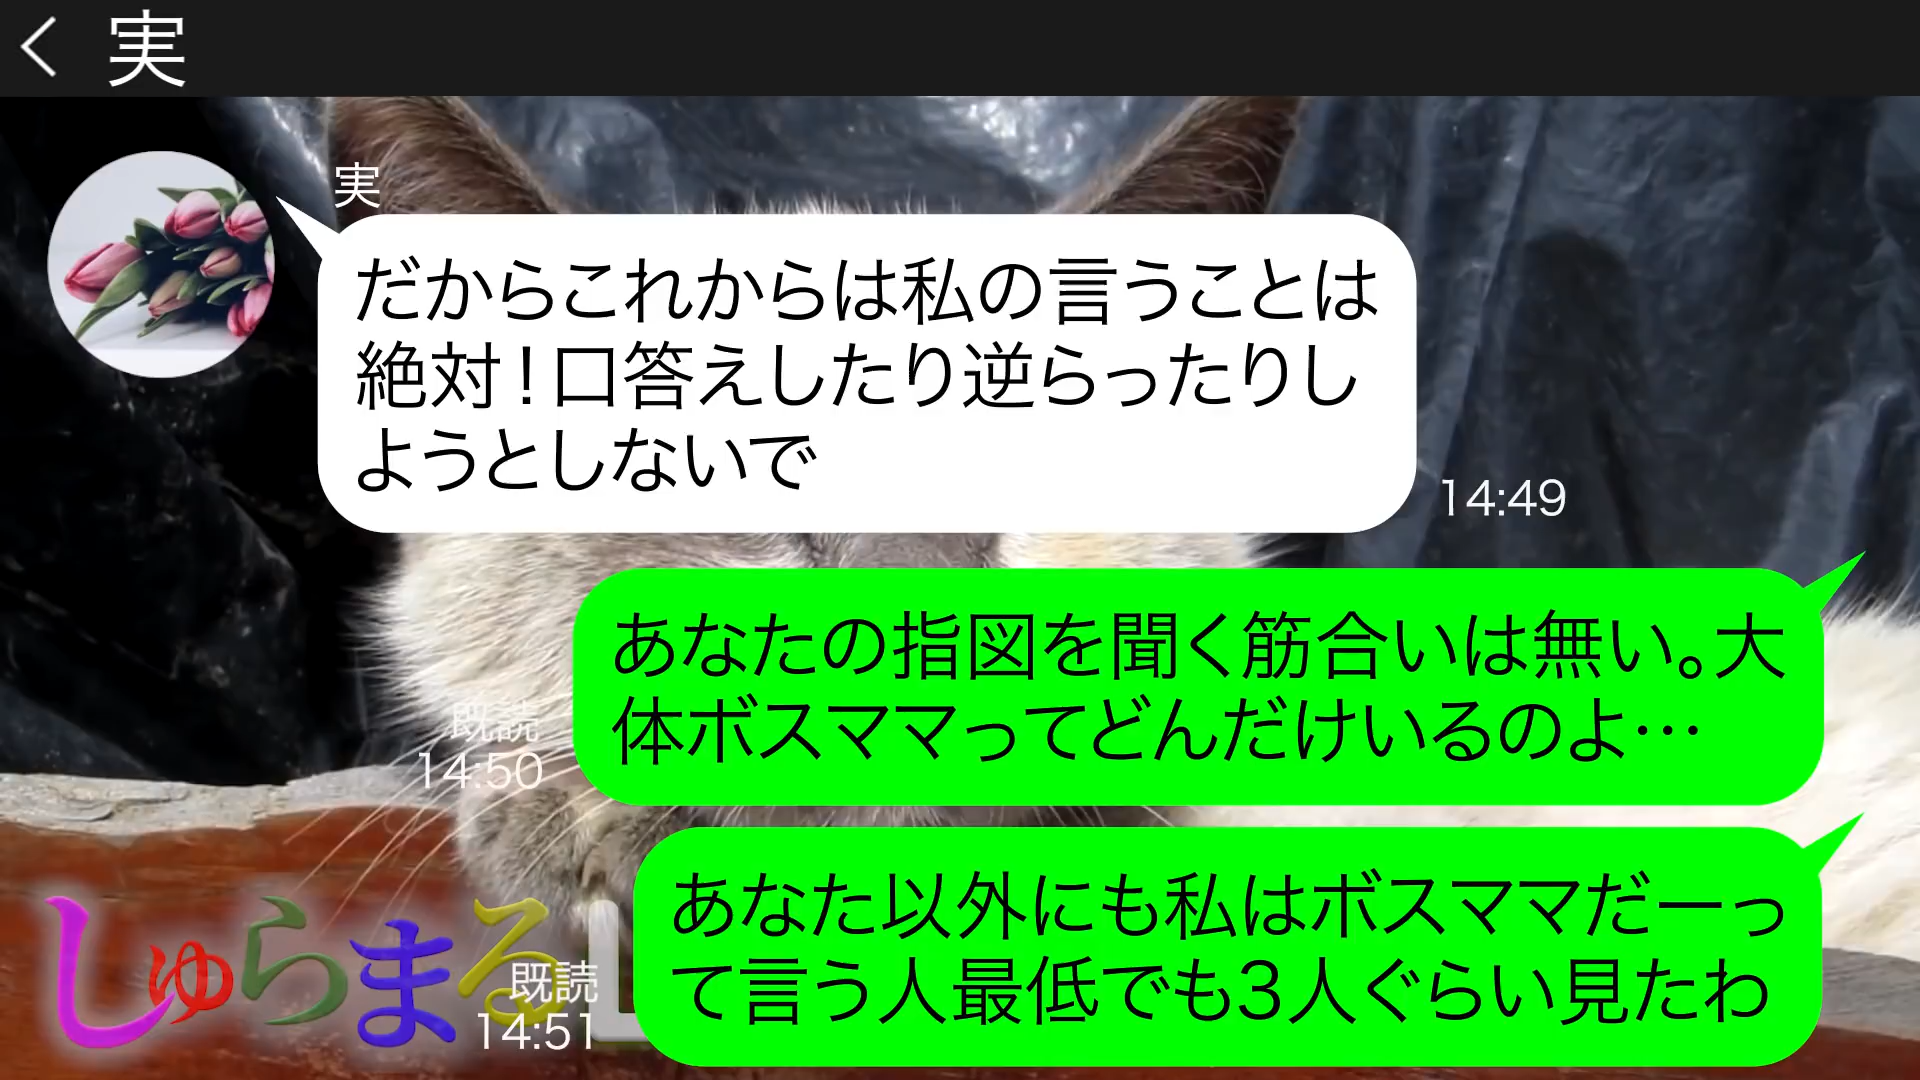 実
実
だからこれからは私の言うことは
絶対！口答えしたり逆らったりし
ようとしないで
14:49
あなたの指図を聞く筋合いは無い。大
体ボスママってどんだけいるのよ…
既読
14:50
あなた以外にも私はボスママだーっ
て言う人最低でも3人ぐらい見たわ
既読
14:51
しゅらまるL